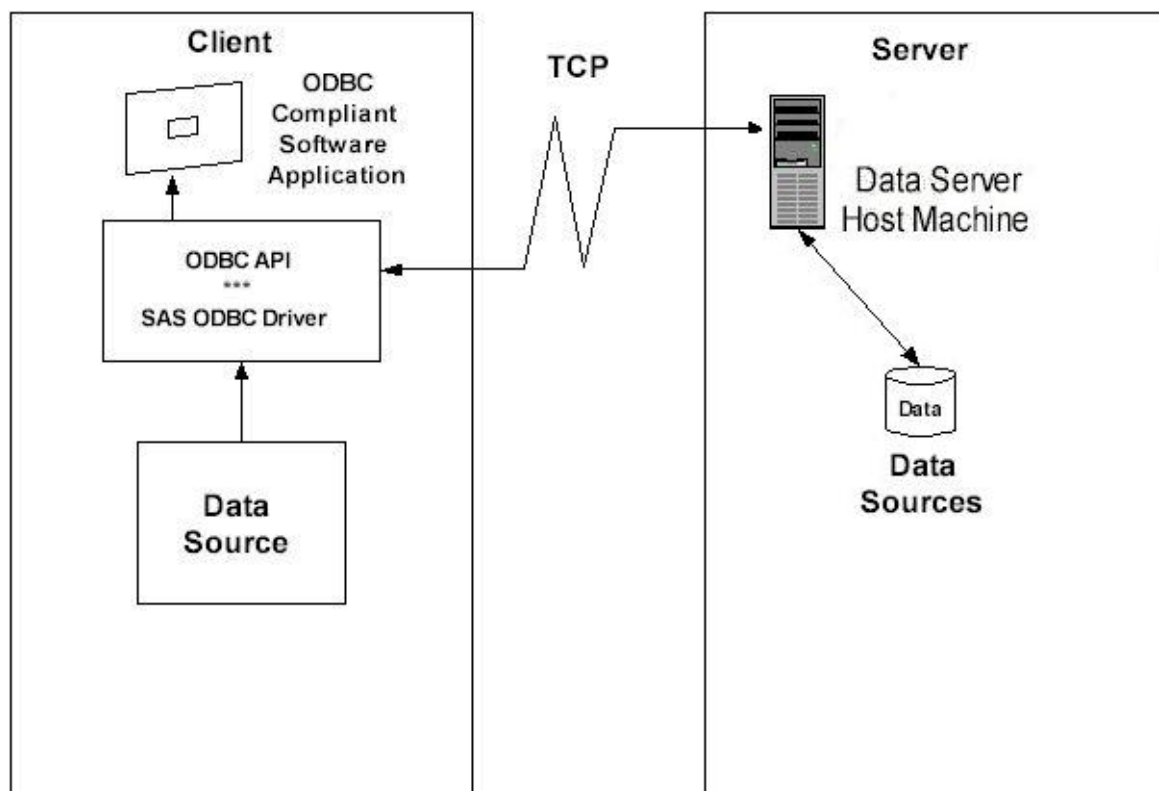 Client
ODBC
Compliant
Software
Application
ODBC API
***
SAS ODBC Driver
Data
Source
TCP
Server
Data Server
Host Machine
Data
Data
Sources